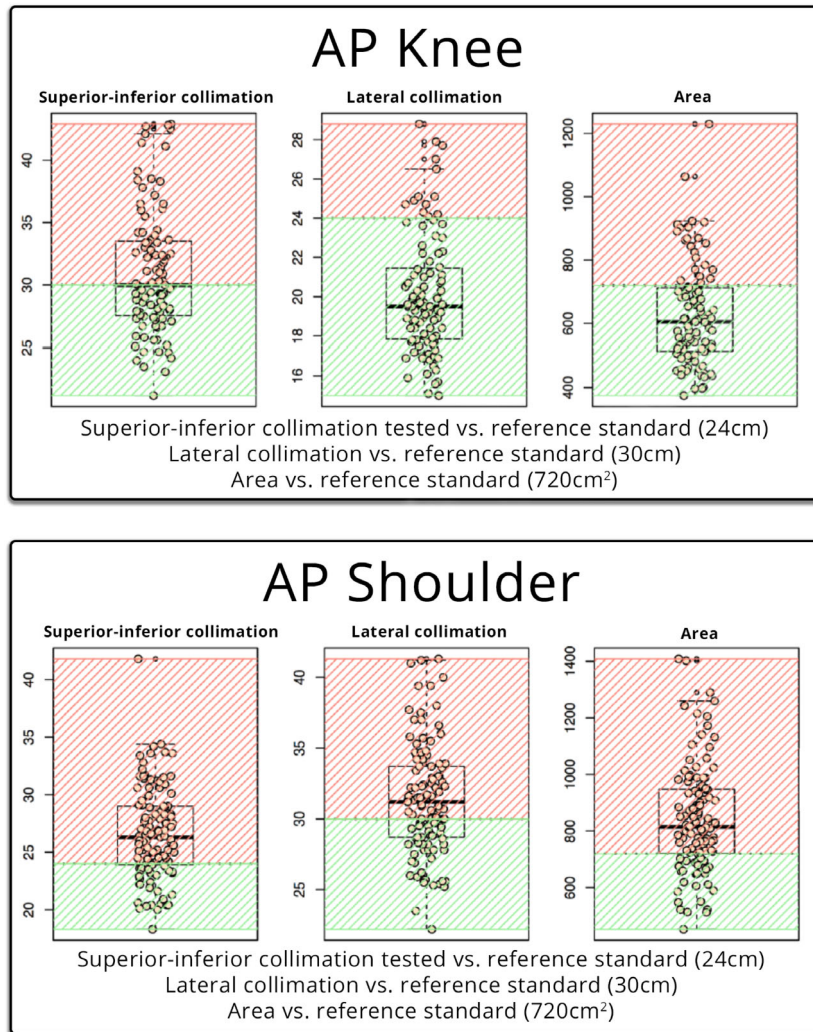 AP Knee
Superior-inferior collimation
Lateral collimation
Area
40
35
30
25
28
26
24
22
20
18
16
1200
1000
800
600
400
Superior-inferior collimation tested vs. reference standard (24cm)
Lateral collimation vs. reference standard (30cm)
Area vs. reference standard (720cm²)
AP Shoulder
Superior-inferior collimation
Lateral collimation
Area
40
35
30
25
20
40
35
30
25
1400
1200
1000
800
600
Superior-inferior collimation tested vs. reference standard (24cm)
Lateral collimation vs. reference standard (30cm)
Area vs. reference standard (720cm²)